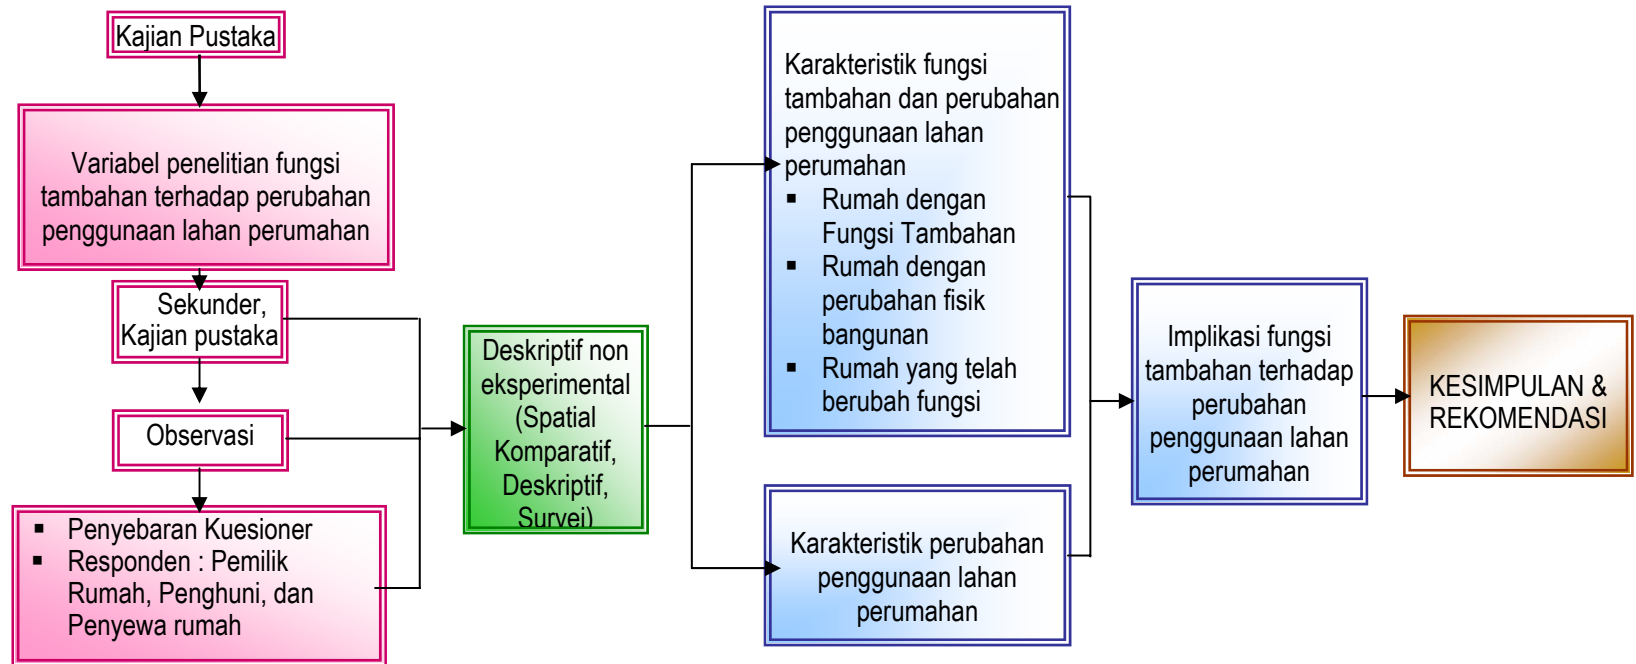 Kajian Pustaka
Variabel penelitian fungsi
tambahan terhadap perubahan
penggunaan lahan perumahan
Sekunder,
Kajian pustaka
Observasi
▪ Penyebaran Kuesioner
▪ Responden : Pemilik
Rumah, Penghuni, dan
Penyewa rumah
Deskriptif non
eksperimental
(Spatial
Komparatif,
Deskriptif,
Survei)
Karakteristik fungsi
tambahan dan perubahan
penggunaan lahan
perumahan
▪ Rumah dengan
Fungsi Tambahan
▪ Rumah dengan
perubahan fisik
bangunan
▪ Rumah yang telah
berubah fungsi
Karakteristik perubahan
penggunaan lahan
perumahan
Implikasi fungsi
tambahan terhadap
perubahan
penggunaan lahan
perumahan
KESIMPULAN &
REKOMENDASI